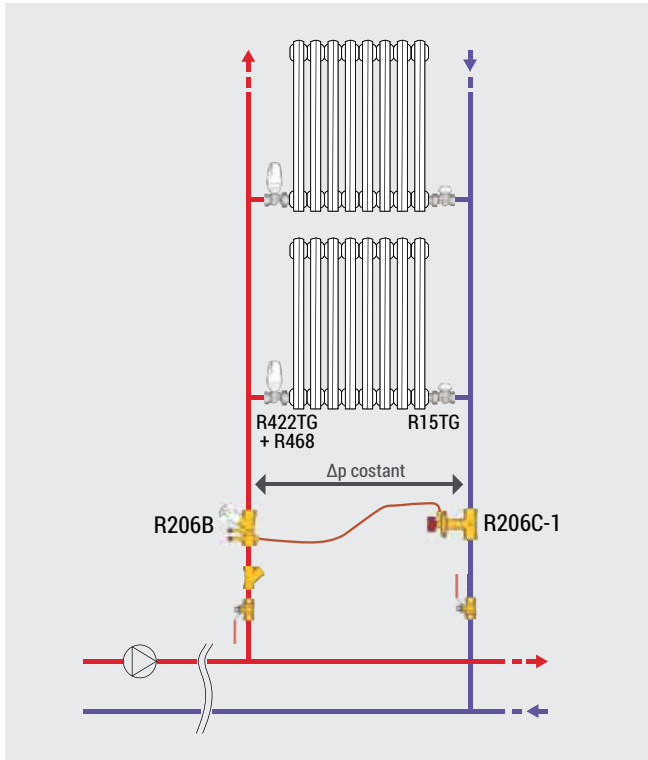 R422TG
+ R468
R15TG
Δp costant
R206B
R206C-1